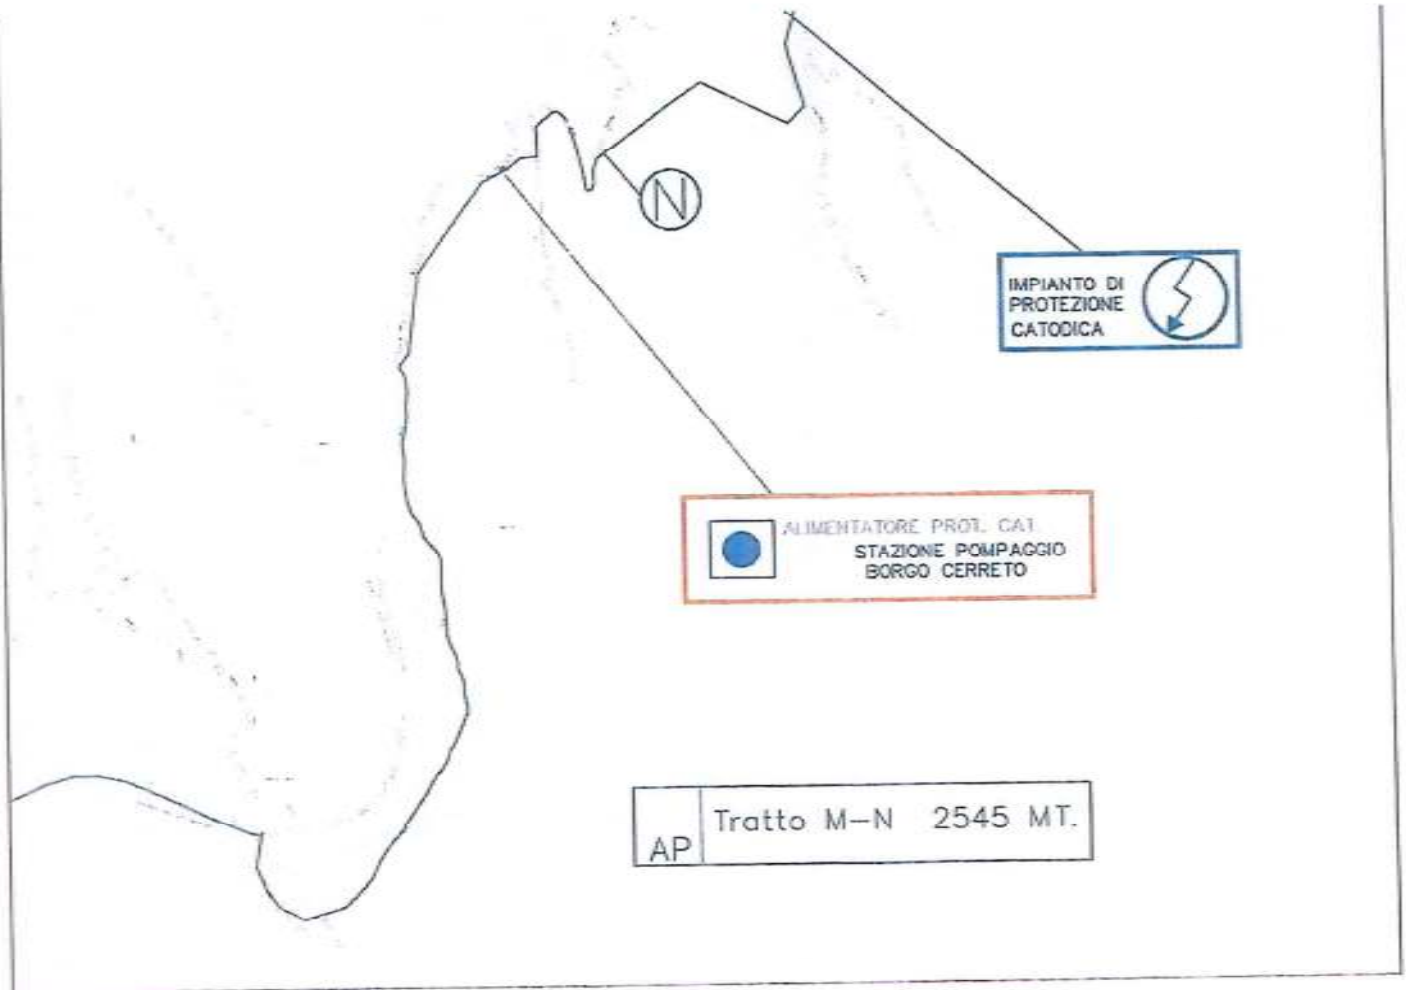 N
IMPIANTO DI
PROTEZIONE
CATODICA
ALIMENTATORE PROT. CAT.
STAZIONE POMPAGGIO
BORGO CERRETO
AP
Tratto M-N 2545 MT.